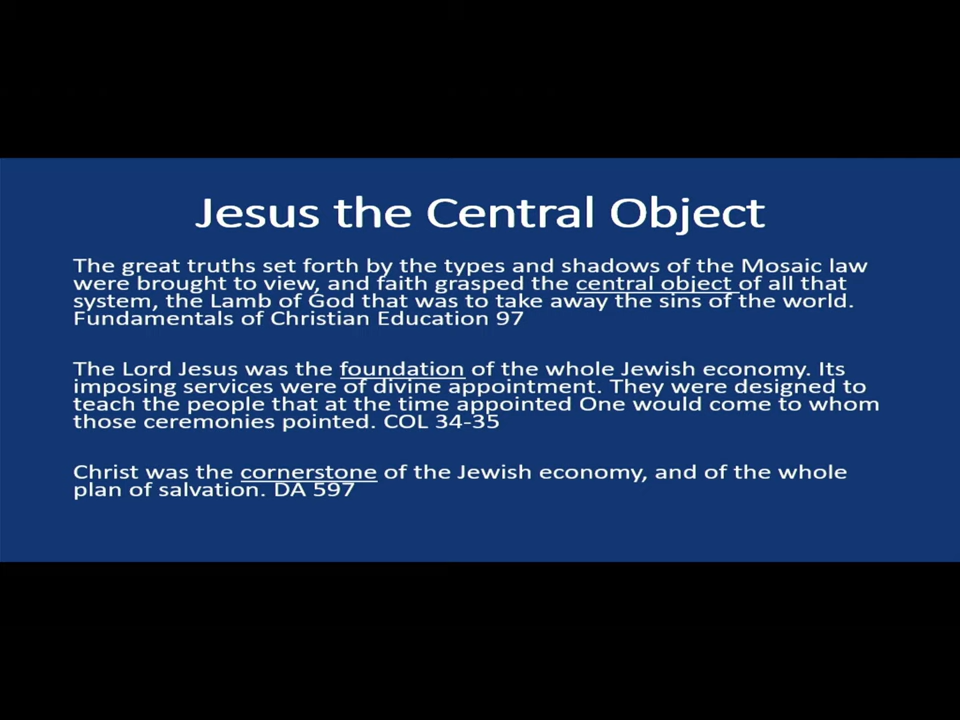 Jesus the Central Object
The great truths set forth by the types and shadows of the Mosaic law
were brought to view, and faith grasped the central object of all that
system, the Lamb of God that was to take away the sins of the world.
Fundamentals of Christian Education 97
The Lord Jesus was the foundation of the whole Jewish economy. Its
imposing services were of divine appointment. They were designed to
teach the people that at the time appointed One would come to whom
those ceremonies pointed. COL 34-35
Christ was the cornerstone of the Jewish economy, and of the whole
plan of salvation. DA 597